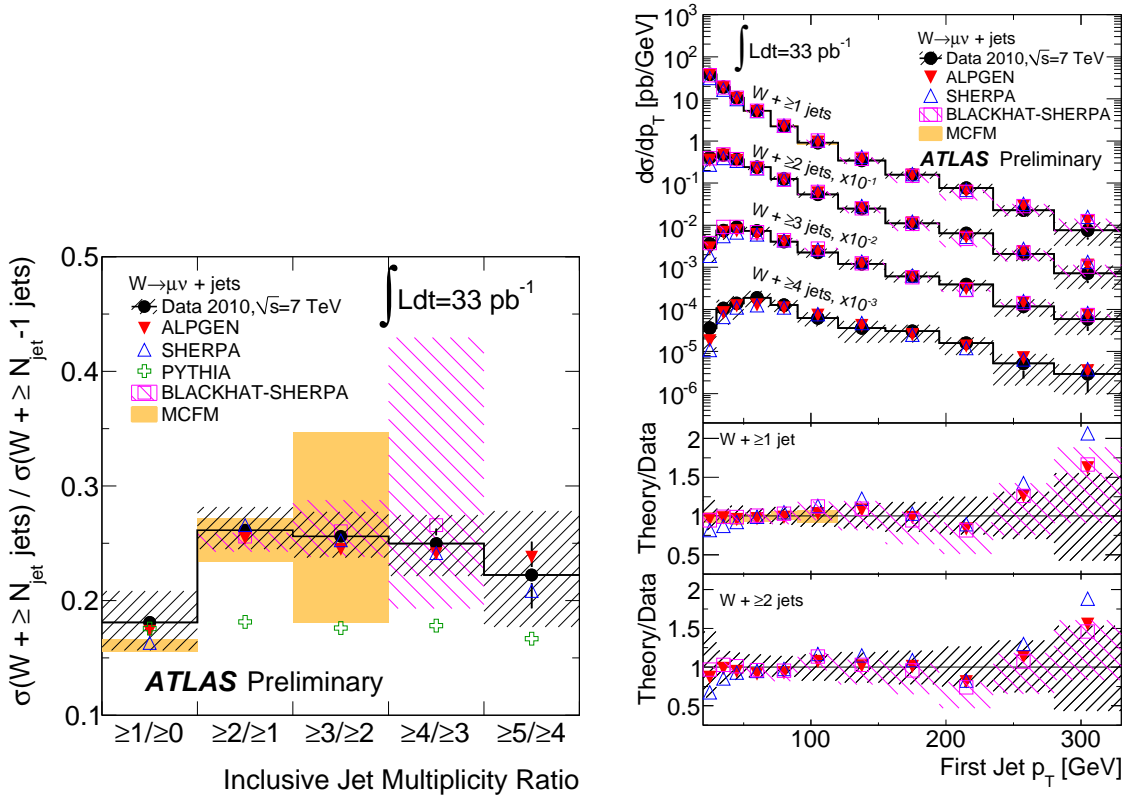 0.5
0.4
0.3
0.2
0.1
σ(W + ≥ N_jet jets) / σ(W + ≥ N_jet -1 jets)
W→μν + jets
Data 2010,√s=7 TeV
ALPGEN
SHERPA
PYTHIA
BLACKHAT-SHERPA
MCFM
∫Ldt=33 pb⁻¹
ATLAS Preliminary
≥1/≥0 ≥2/≥1 ≥3/≥2 ≥4/≥3 ≥5/≥4
Inclusive Jet Multiplicity Ratio
dσ/dp_T [pb/GeV]
10³
10²
10
1
10⁻¹
10⁻²
10⁻³
10⁻⁴
10⁻⁵
10⁻⁶
∫Ldt=33 pb⁻¹
W→μν + jets
Data 2010,√s=7 TeV
ALPGEN
SHERPA
BLACKHAT-SHERPA
MCFM
ATLAS Preliminary
W + ≥1 jets
W + ≥2 jets, x10⁻¹
W + ≥3 jets, x10⁻²
W + ≥4 jets, x10⁻³
Theory/Data
2
1.5
1
0.5
W + ≥1 jet
Theory/Data
2
1.5
1
0.5
W + ≥2 jets
100 200 300
First Jet p_T [GeV]